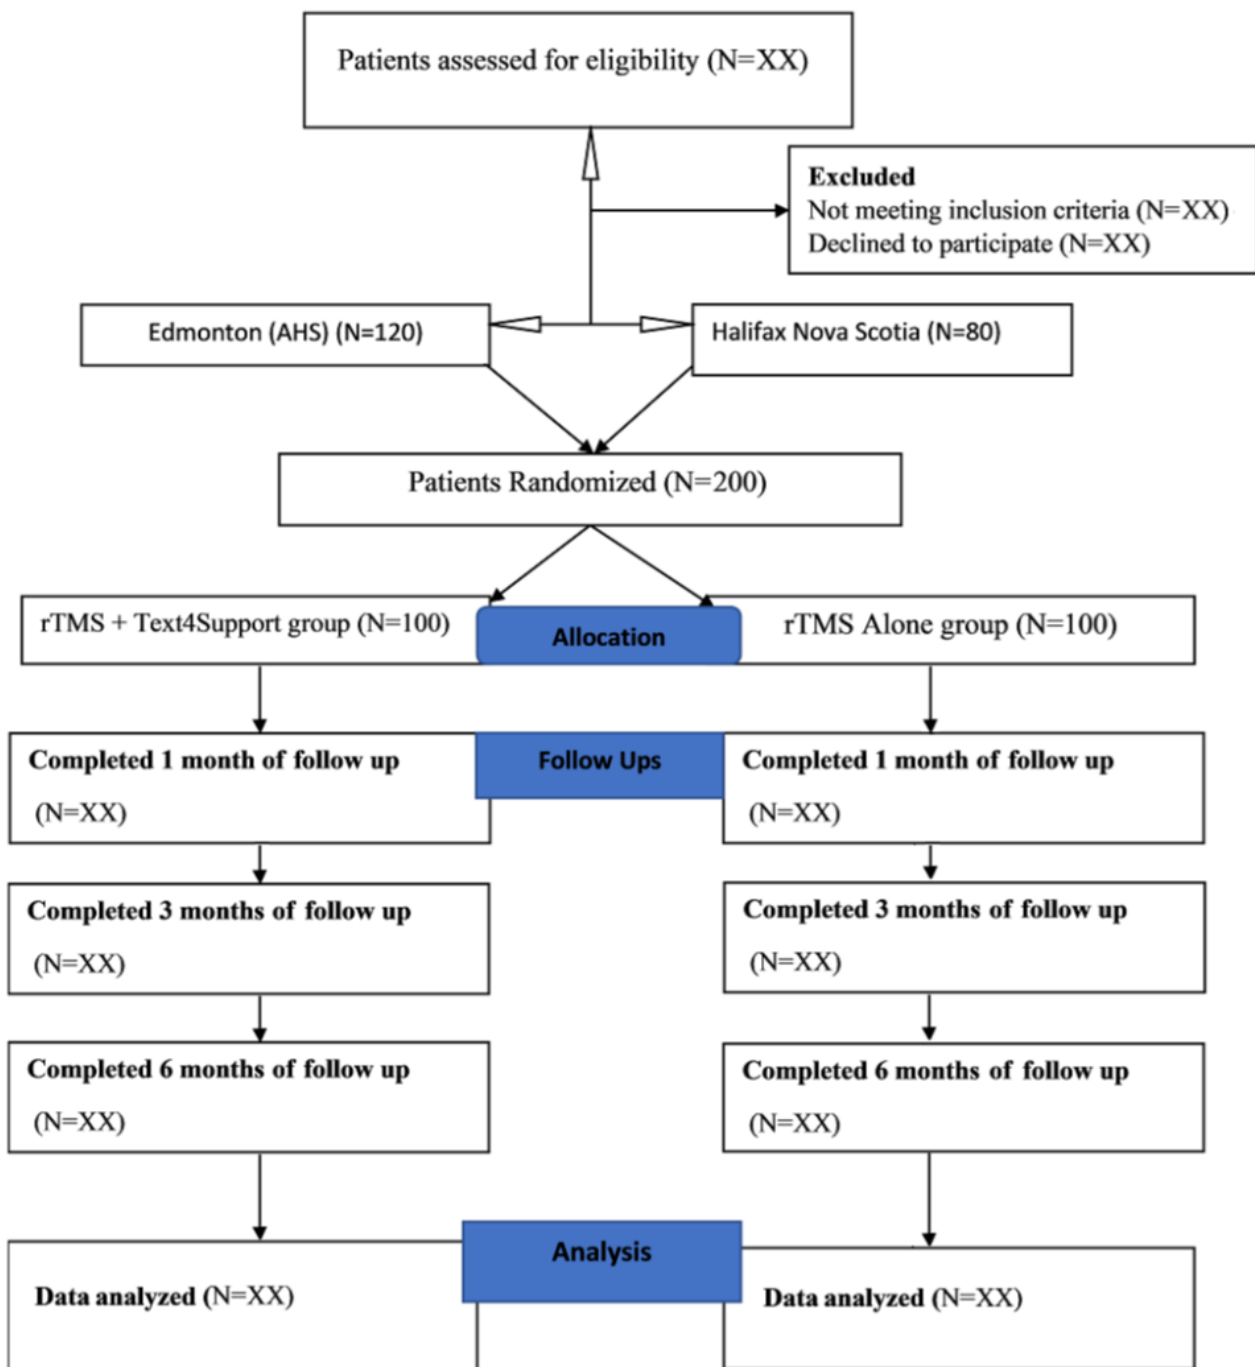 Patients assessed for eligibility (N=XX)
Excluded
Not meeting inclusion criteria (N=XX)
Declined to participate (N=XX)
Edmonton (AHS) (N=120)
Halifax Nova Scotia (N=80)
Patients Randomized (N=200)
rTMS + Text4Support group (N=100)
Allocation
rTMS Alone group (N=100)
Completed 1 month of follow up
(N=XX)
Follow Ups
Completed 1 month of follow up
(N=XX)
Completed 3 months of follow up
(N=XX)
Completed 3 months of follow up
(N=XX)
Completed 6 months of follow up
(N=XX)
Completed 6 months of follow up
(N=XX)
Analysis
Data analyzed (N=XX)
Data analyzed (N=XX)